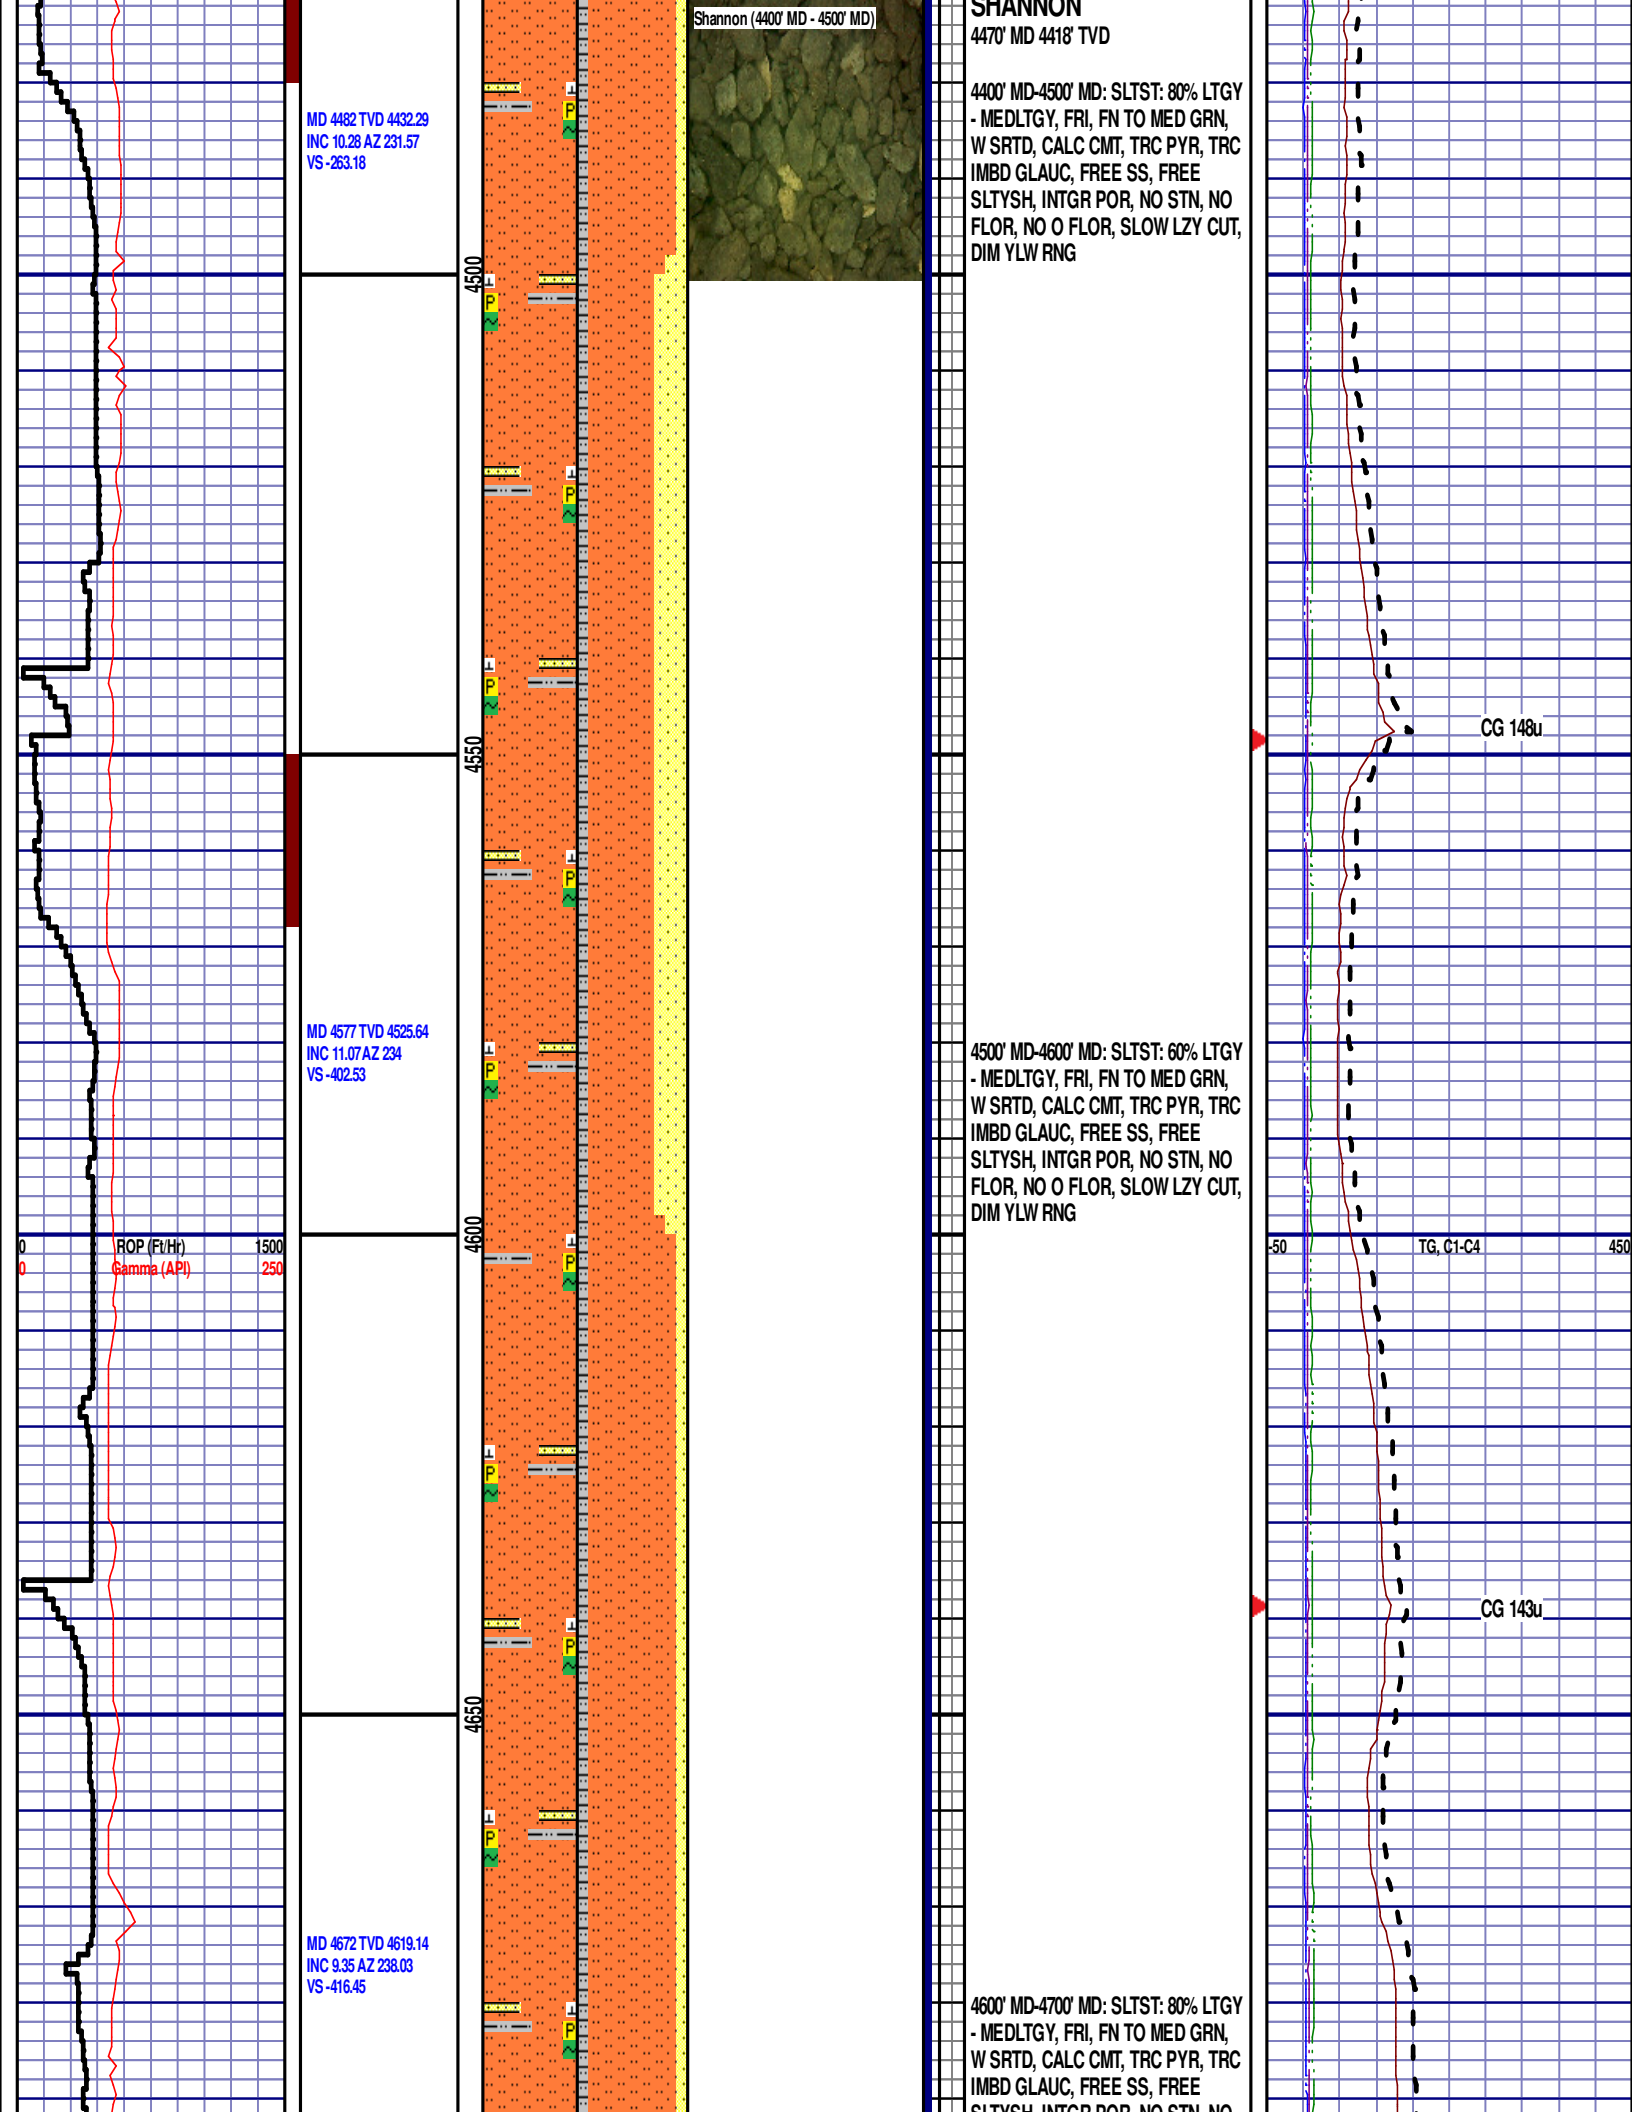 SHANNON
4470' MD 4418' TVD
Shannon (4400' MD - 4500' MD)
4400' MD-4500' MD: SLTST: 80% LTGY
- MEDLTGY, FRI, FN TO MED GRN,
W SRTD, CALC CMT, TRC PYR, TRC
IMBD GLAUC, FREE SS, FREE
SLTYSH, INTGR POR, NO STN, NO
FLOR, NO O FLOR, SLOW LZY CUT,
DIM YLW RNG
MD 4482 TVD 4432.29
INC 10.28 AZ 231.57
VS -263.18
4500
CG 148u
4550
MD 4577 TVD 4525.64
INC 11.07 AZ 234
VS -402.53
4500' MD-4600' MD: SLTST: 60% LTGY
- MEDLTGY, FRI, FN TO MED GRN,
W SRTD, CALC CMT, TRC PYR, TRC
IMBD GLAUC, FREE SS, FREE
SLTYSH, INTGR POR, NO STN, NO
FLOR, NO O FLOR, SLOW LZY CUT,
DIM YLW RNG
4600
0 ROP (Ft/Hr) 1500
0 Gamma (API) 250
-50 TG, C1-C4 450
CG 143u
4650
MD 4672 TVD 4619.14
INC 9.35 AZ 238.03
VS -416.45
4600' MD-4700' MD: SLTST: 80% LTGY
- MEDLTGY, FRI, FN TO MED GRN,
W SRTD, CALC CMT, TRC PYR, TRC
IMBD GLAUC, FREE SS, FREE
SLTYSH, INTGR POR, NO STN, NO